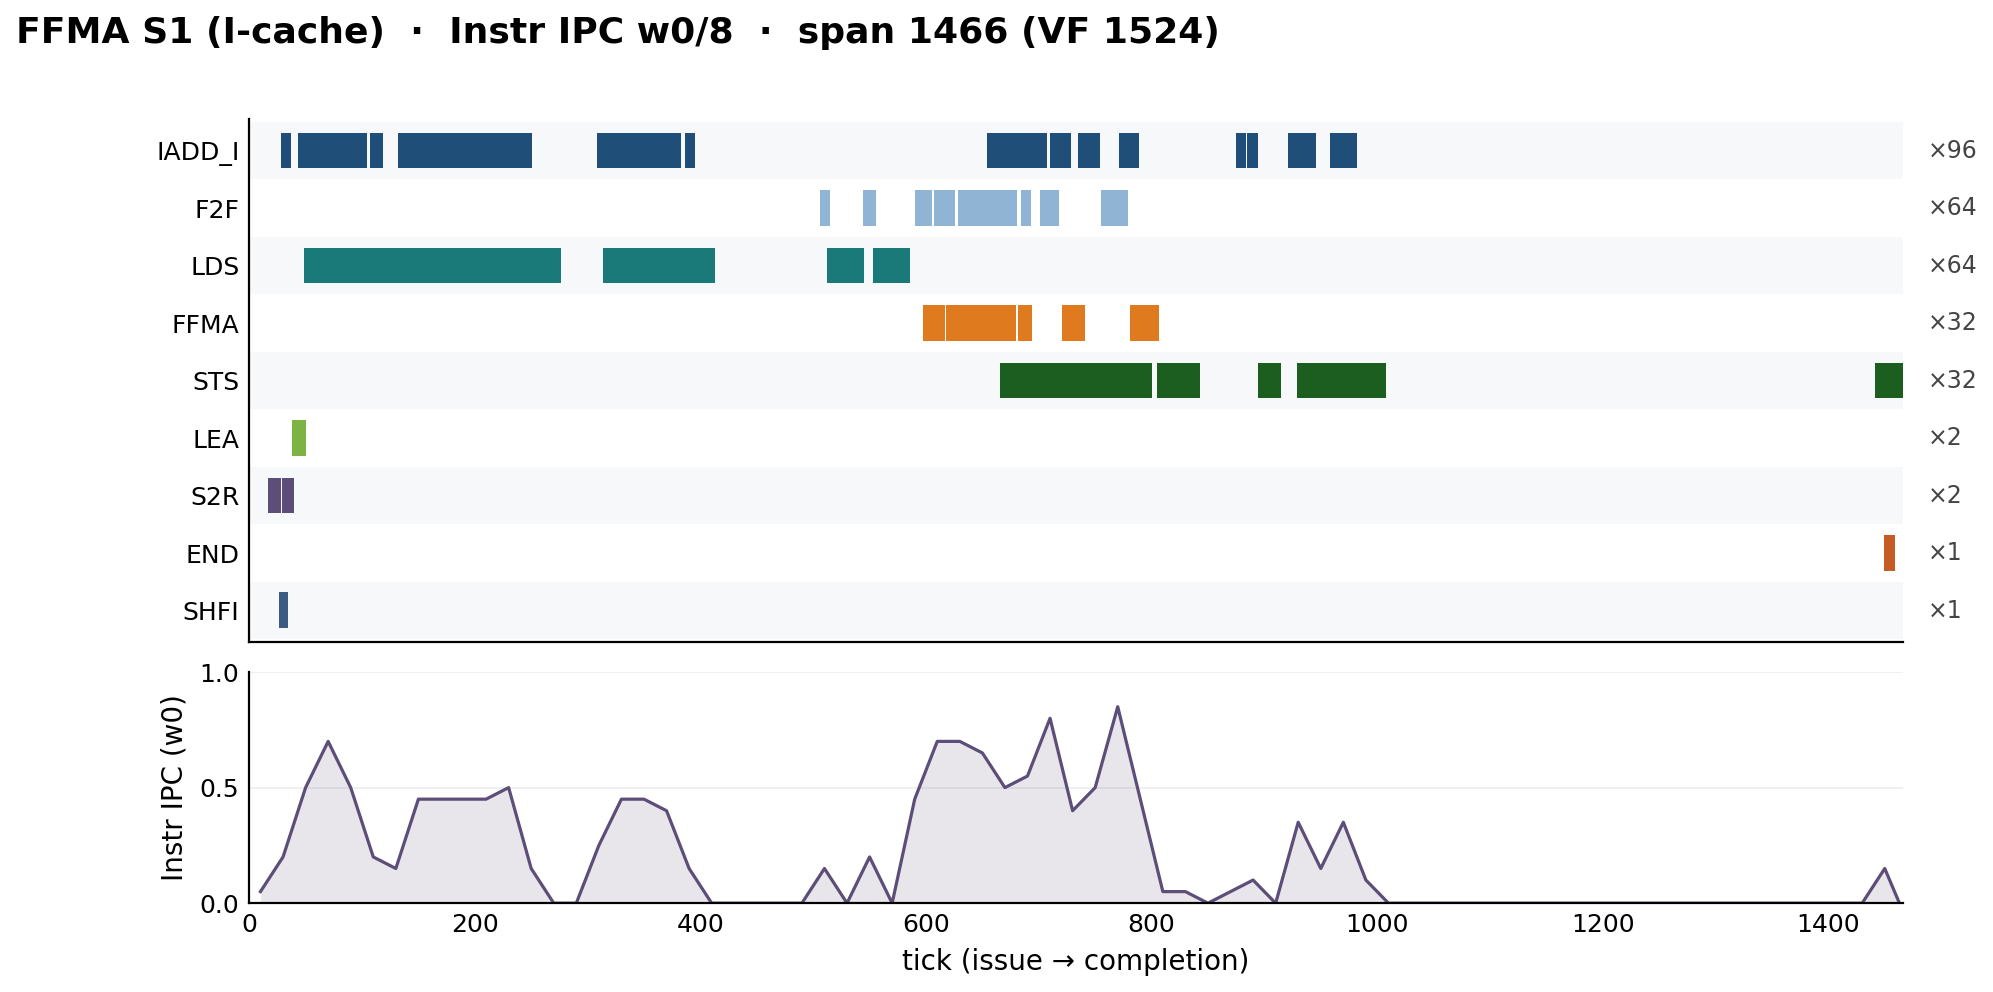 FFMA S1 (I-cache)  ·  Instr IPC w0/8  ·  span 1466 (VF 1524)
IADD_I ×96
F2F ×64
LDS ×64
FFMA ×32
STS ×32
LEA ×2
S2R ×2
END ×1
SHFI ×1
Instr IPC (w0)
1.0
0.5
0.0
0 200 400 600 800 1000 1200 1400
tick (issue → completion)